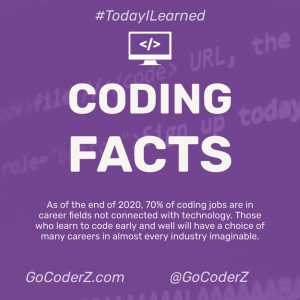 #TodayILearned
</>
CODING
FACTS
As of the end of 2020, 70% of coding jobs are in
career fields not connected with technology. Those
who learn to code early and well will have a choice of
many careers in almost every industry imaginable.
GoCoderZ.com @GoCoderZ